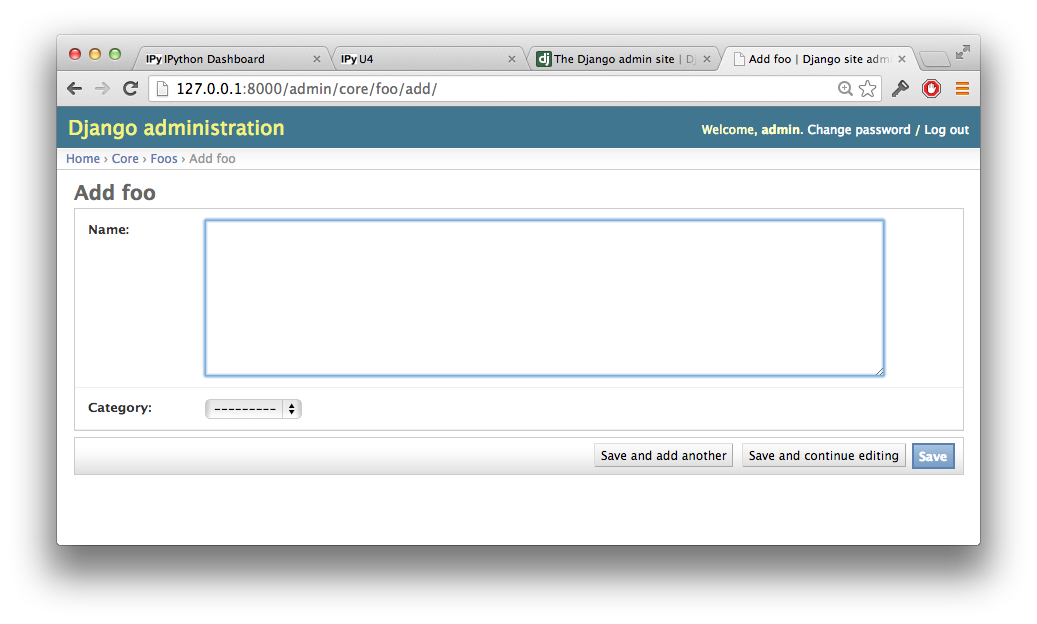 IPy IPython Dashboard
IPy U4
dj The Django admin site | Dj
Add foo | Django site adm
127.0.0.1:8000/admin/core/foo/add/
Django administration
Welcome, admin. Change password / Log out
Home › Core › Foos › Add foo
Add foo
Name:
Category:
---------
Save and add another
Save and continue editing
Save